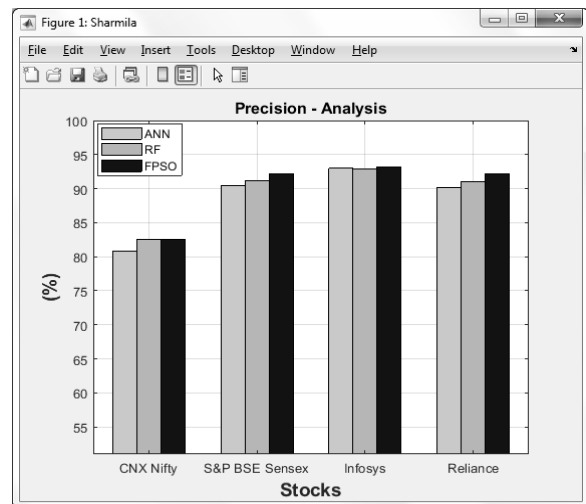 Figure 1: Sharmila
File Edit View Insert Tools Desktop Window Help
Precision - Analysis
100
95
90
85
80
75
70
65
60
55
(%)
ANN
RF
FPSO
CNX Nifty S&P BSE Sensex Infosys Reliance
Stocks